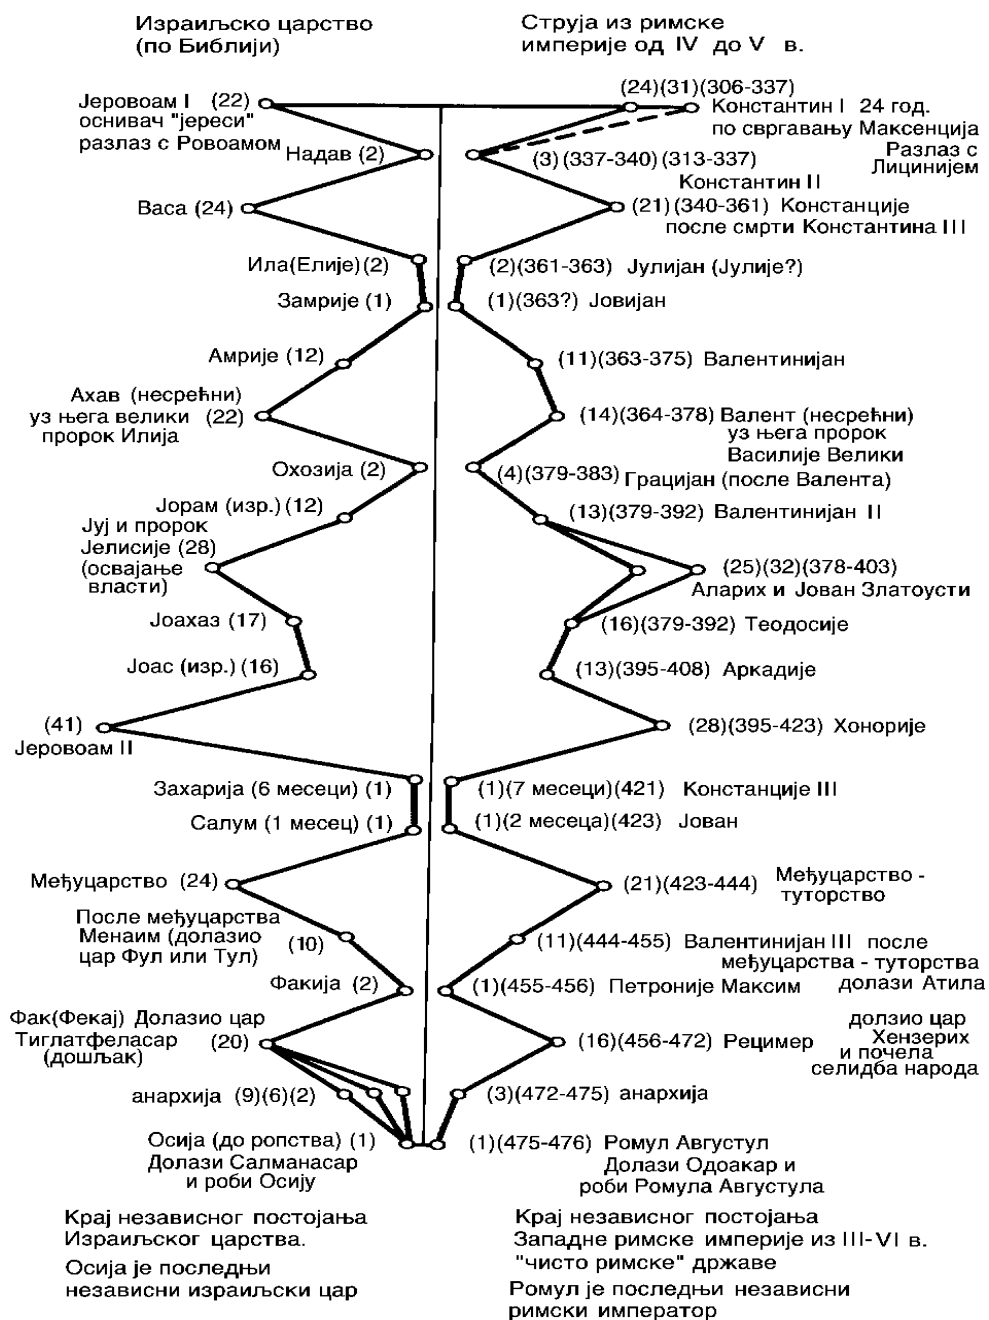 Израиљско царство
(по Библији)
Струја из римске
империје од IV до V в.
Јеровоам I (22)
оснивач "јереси"
разлаз с Ровоамом
(24)(31)(306-337)
Константин I 24 год.
по свргавању Максенција
Разлаз с
Лицинијем
Надав (2)
(3)(337-340)(313-337)
Константин II
Васа (24)
(21)(340-361) Констанције
после смрти Константина III
Ила(Елије)(2)
(2)(361-363) Јулијан (Јулије?)
Замрије (1)
(1)(363?) Јовијан
Амрије (12)
(11)(363-375) Валентинијан
Ахав (несрећни)
уз њега велики (22)
пророк Илија
(14)(364-378) Валент (несрећни)
уз њега пророк
Василије Велики
Охозија (2)
(4)(379-383) Грацијан (после Валента)
Јорам (изр.) (12)
(13)(379-392) Валентинијан II
Јуј и пророк
Јелисије (28)
(освајање
власти)
(25)(32)(378-403)
Аларих и Јован Златоусти
Јоахаз (17)
(16)(379-392) Теодосије
Јоас (изр.) (16)
(13)(395-408) Аркадије
(41)
Јеровоам II
(28)(395-423) Хонорије
Захарија (6 месеци) (1)
(1)(7 месеци)(421) Констанције III
Салум (1 месец) (1)
(1)(2 месеца)(423) Јован
Међуцарство (24)
(21)(423-444) Међуцарство -
туторство
После међуцарства
Менаим (долазио (10)
цар Фул или Тул)
(11)(444-455) Валентинијан III после
међуцарства - туторства
долази Атила
Факија (2)
(1)(455-456) Петроније Максим
Фак(Фекај) Долазио цар
Тиглатфеласар (20)
(дошљак)
(16)(456-472) Рецимер
долзио цар
Хензерих
и почела
селидба народа
анархија (9)(6)(2)
(3)(472-475) анархија
Осија (до ропства) (1)
Долази Салманасар
и роби Осију
(1)(475-476) Ромул Августул
Долази Одоакар и
роби Ромула Августула
Крај независног постојања
Израиљског царства.
Осија је последњи
независни израиљски цар
Крај независног постојања
Западне римске империје из III-VI в.
"чисто римске" државе
Ромул је последњи независни
римски император